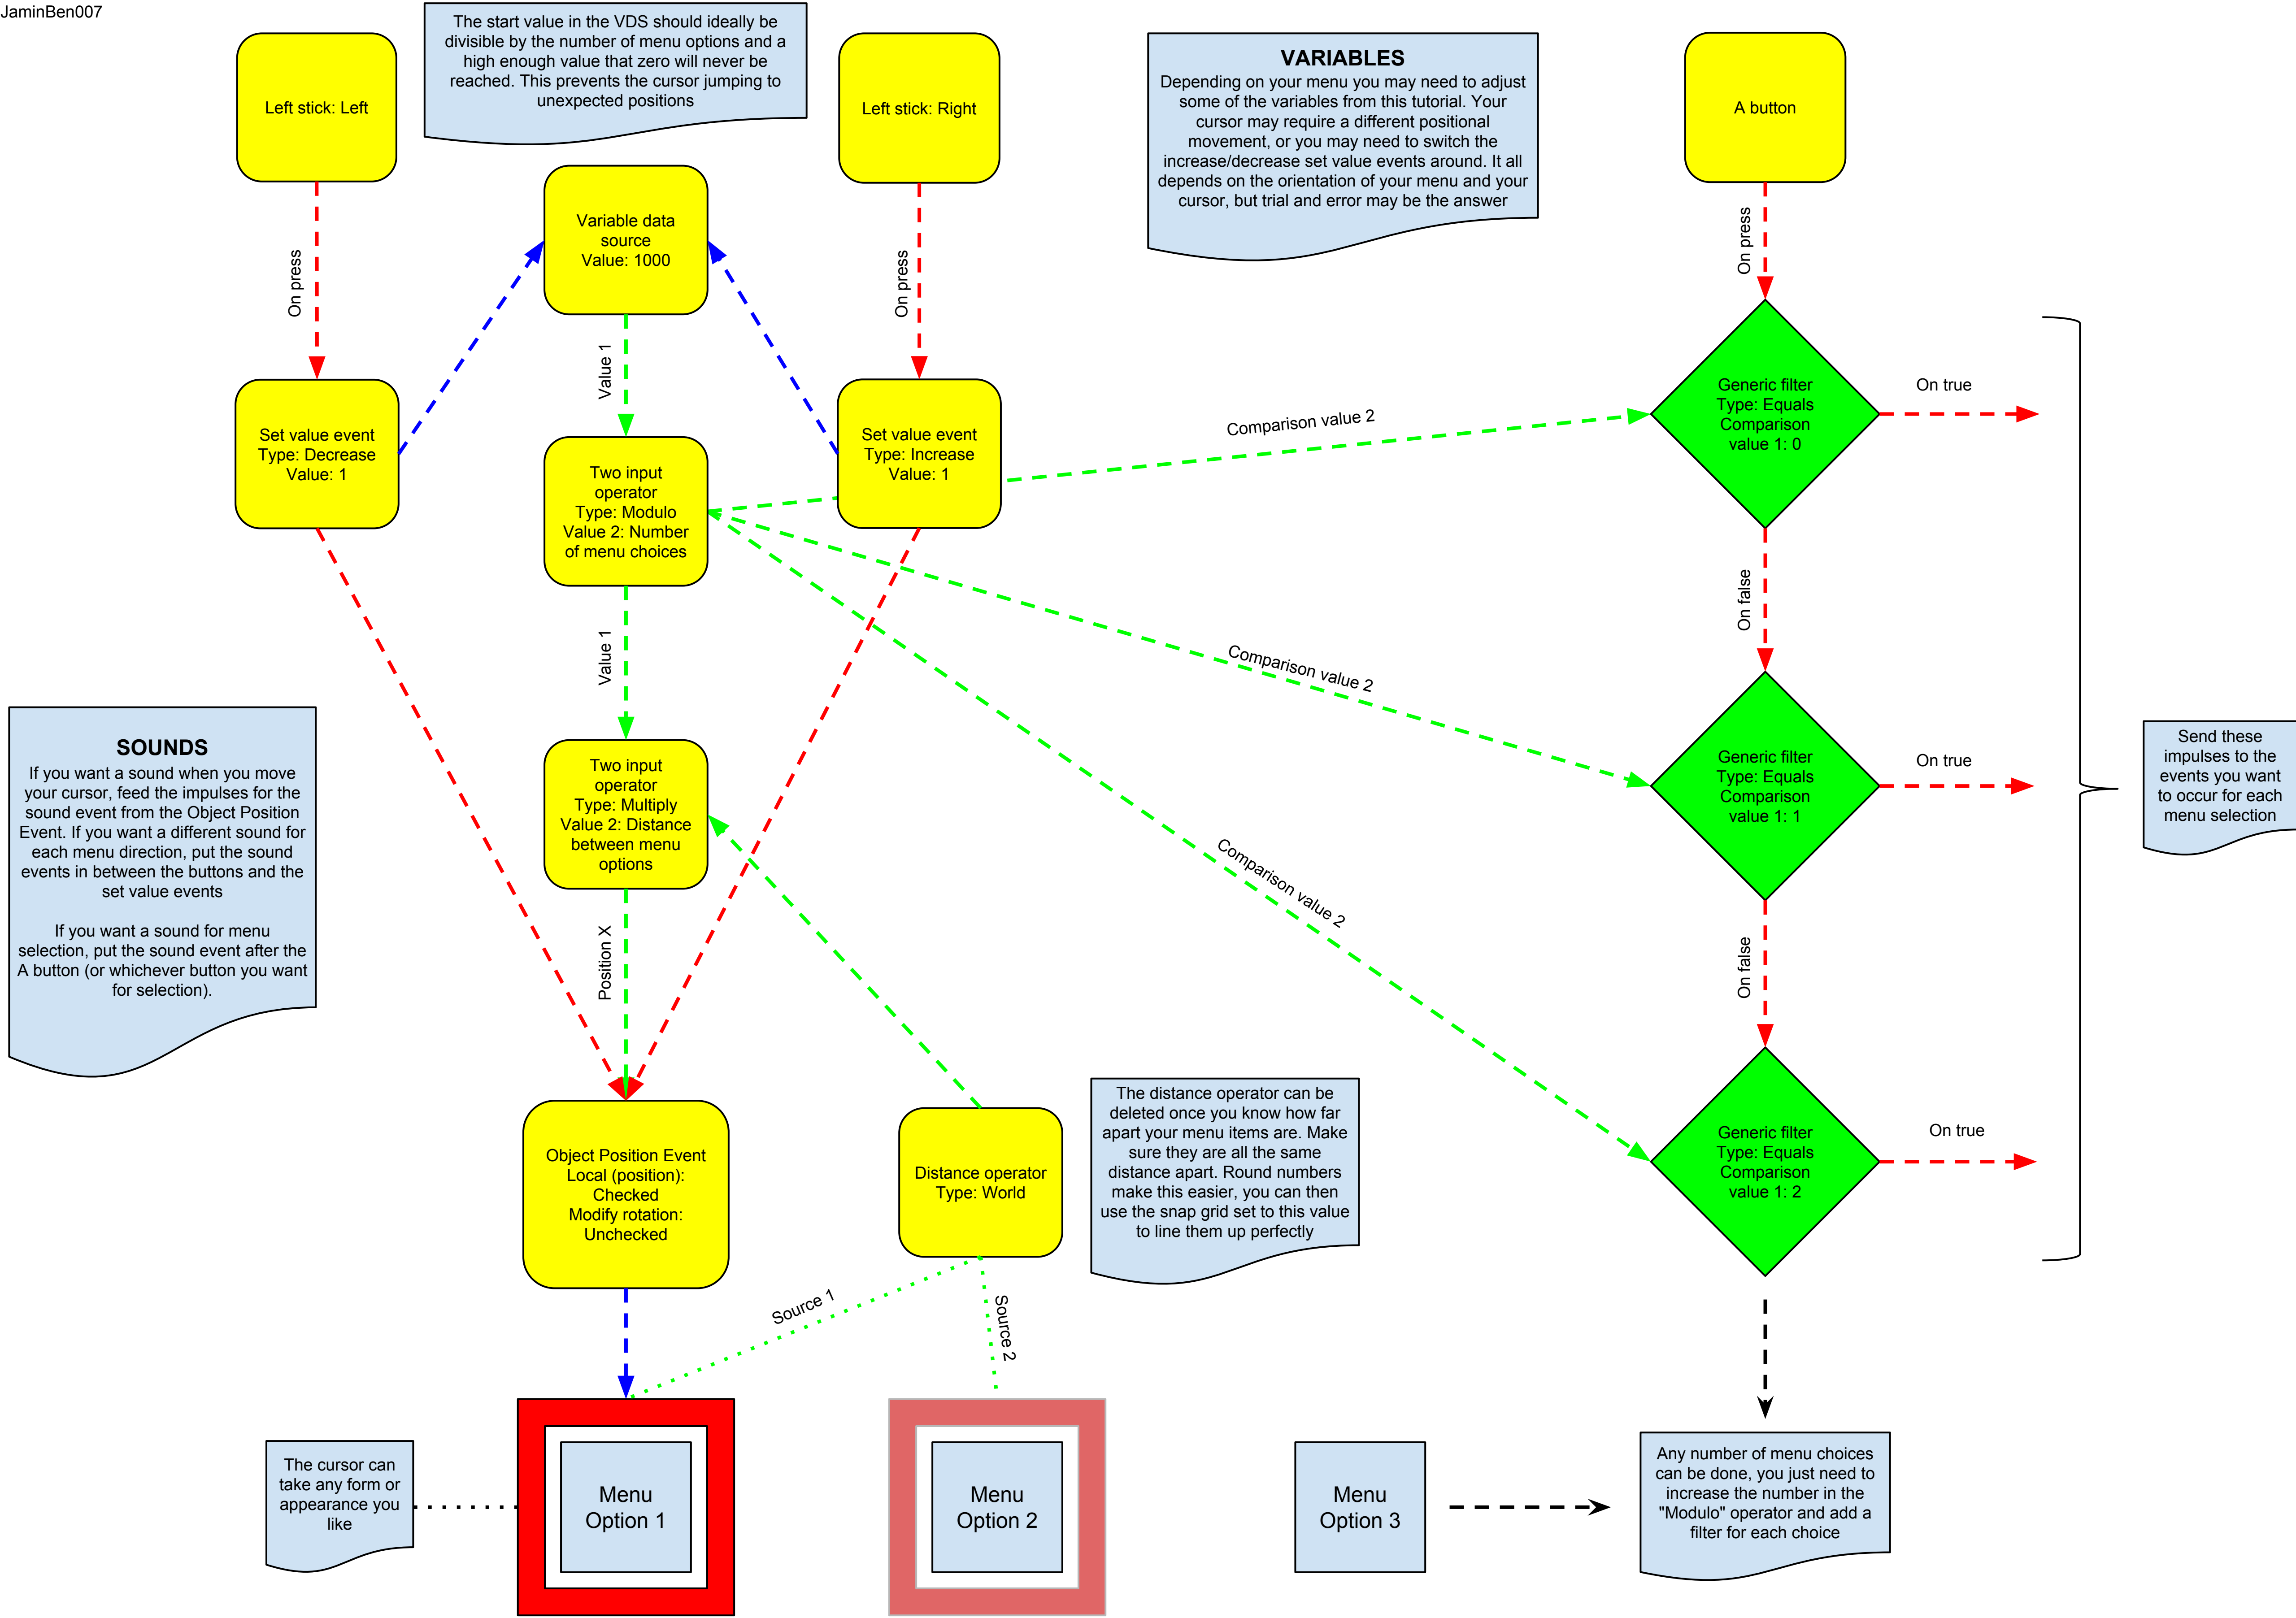 JaminBen007
The start value in the VDS should ideally be
divisible by the number of menu options and a
high enough value that zero will never be
reached. This prevents the cursor jumping to
unexpected positions
Left stick: Left
Left stick: Right
VARIABLES
Depending on your menu you may need to adjust
some of the variables from this tutorial. Your
cursor may require a different positional
movement, or you may need to switch the
increase/decrease set value events around. It all
depends on the orientation of your menu and your
cursor, but trial and error may be the answer
A button
On press
Variable data
source
Value: 1000
On press
On press
Value 1
Set value event
Type: Decrease
Value: 1
Two input
operator
Type: Modulo
Value 2: Number
of menu choices
Set value event
Type: Increase
Value: 1
Comparison value 2
Generic filter
Type: Equals
Comparison
value 1: 0
On true
On false
Value 1
Comparison value 2
SOUNDS
If you want a sound when you move
your cursor, feed the impulses for the
sound event from the Object Position
Event. If you want a different sound for
each menu direction, put the sound
events in between the buttons and the
set value events
If you want a sound for menu
selection, put the sound event after the
A button (or whichever button you want
for selection).
Two input
operator
Type: Multiply
Value 2: Distance
between menu
options
Comparison value 2
Generic filter
Type: Equals
Comparison
value 1: 1
On true
Send these
impulses to the
events you want
to occur for each
menu selection
On false
Position X
Object Position Event
Local (position):
Checked
Modify rotation:
Unchecked
Distance operator
Type: World
The distance operator can be
deleted once you know how far
apart your menu items are. Make
sure they are all the same
distance apart. Round numbers
make this easier, you can then
use the snap grid set to this value
to line them up perfectly
Generic filter
Type: Equals
Comparison
value 1: 2
On true
Source 1
Source 2
The cursor can
take any form or
appearance you
like
Menu
Option 1
Menu
Option 2
Menu
Option 3
Any number of menu choices
can be done, you just need to
increase the number in the
"Modulo" operator and add a
filter for each choice